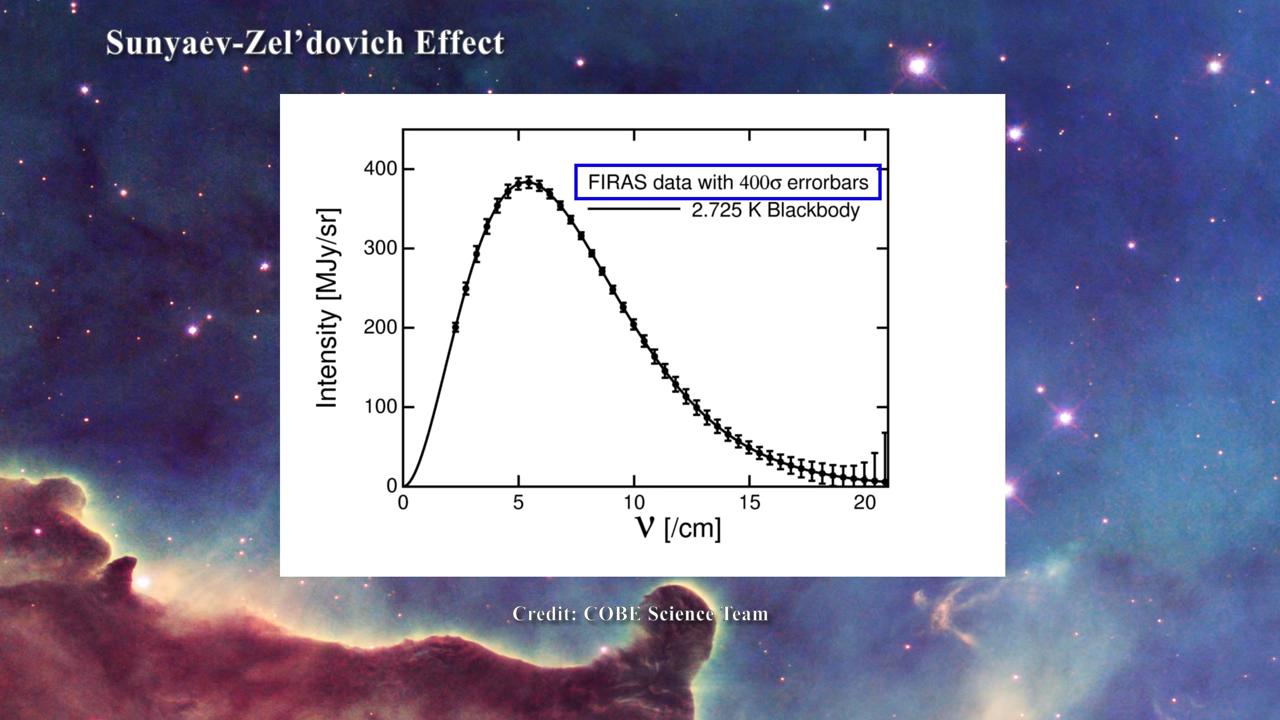 Sunyaev-Zel’dovich Effect
400
300
200
100
0
Intensity [MJy/sr]
FIRAS data with 400σ errorbars
2.725 K Blackbody
0 5 10 15 20
ν [/cm]
Credit: COBE Science Team